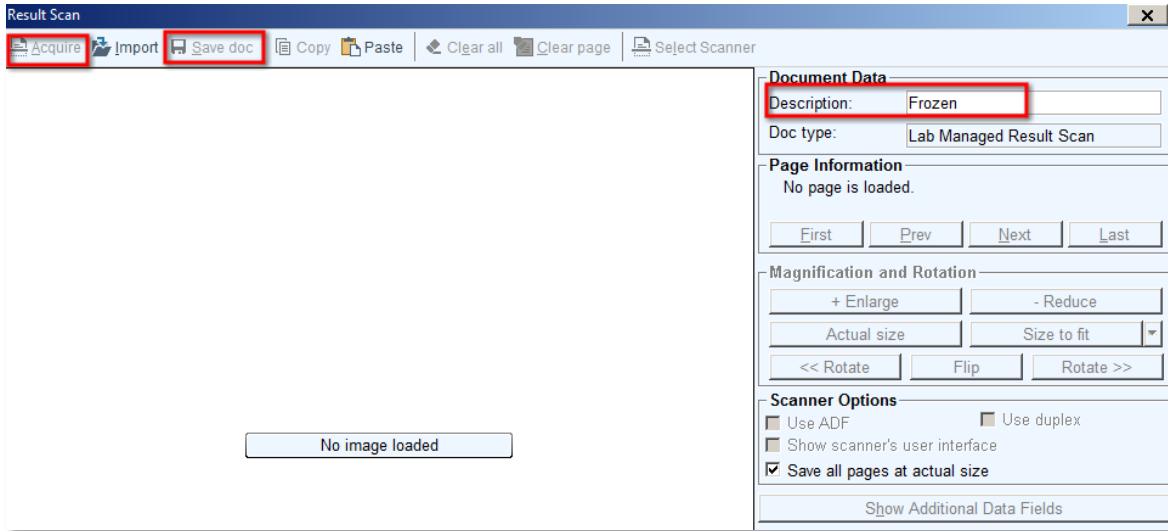 Result Scan
Acquire Import Save doc Copy Paste Clear all Clear page Select Scanner
Document Data
Description: Frozen
Doc type: Lab Managed Result Scan
Page Information
No page is loaded.
First Prev Next Last
Magnification and Rotation
+ Enlarge - Reduce
Actual size Size to fit
<< Rotate Flip Rotate >>
Scanner Options
Use ADF Use duplex
Show scanner's user interface
No image loaded
Save all pages at actual size
Show Additional Data Fields